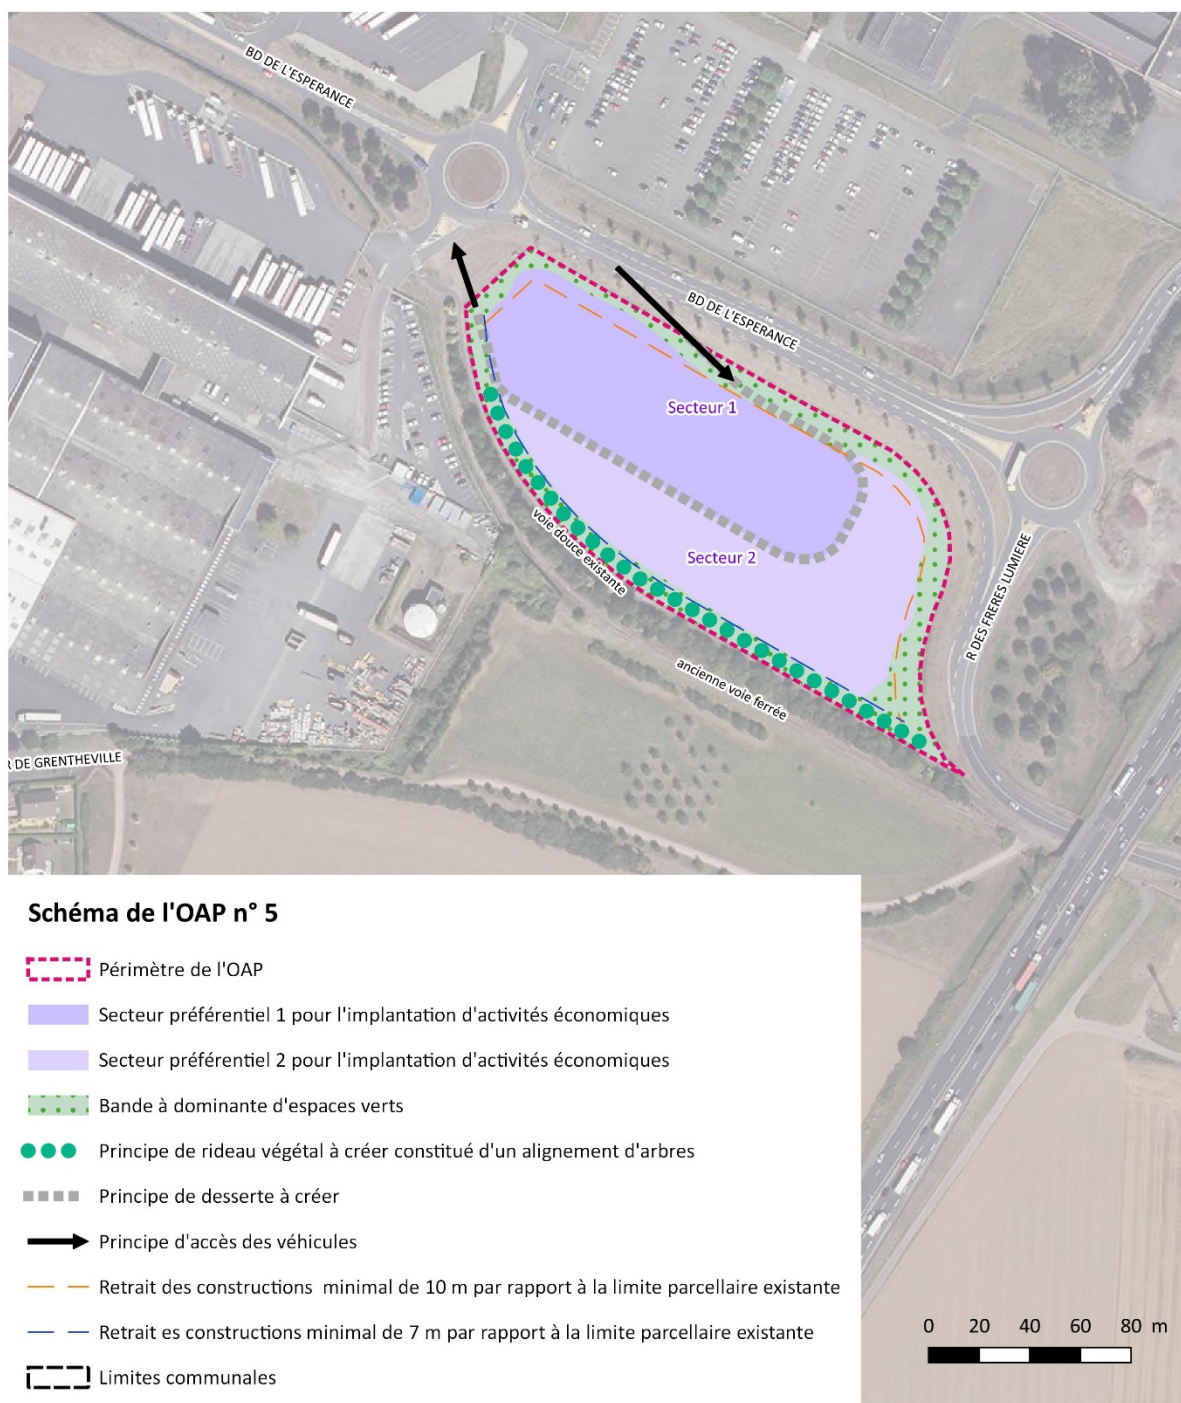 BD DE L'ESPERANCE
BD DE L'ESPERANCE
Secteur 1
Secteur 2
voie douce existante
ancienne voie ferrée
R DES FRERES LUMIERE
R DE GRENTHEVILLE
Schéma de l'OAP n° 5
Périmètre de l'OAP
Secteur préférentiel 1 pour l'implantation d'activités économiques
Secteur préférentiel 2 pour l'implantation d'activités économiques
Bande à dominante d'espaces verts
Principe de rideau végétal à créer constitué d'un alignement d'arbres
Principe de desserte à créer
Principe d'accès des véhicules
Retrait des constructions minimal de 10 m par rapport à la limite parcellaire existante
Retrait es constructions minimal de 7 m par rapport à la limite parcellaire existante
Limites communales
0 20 40 60 80 m